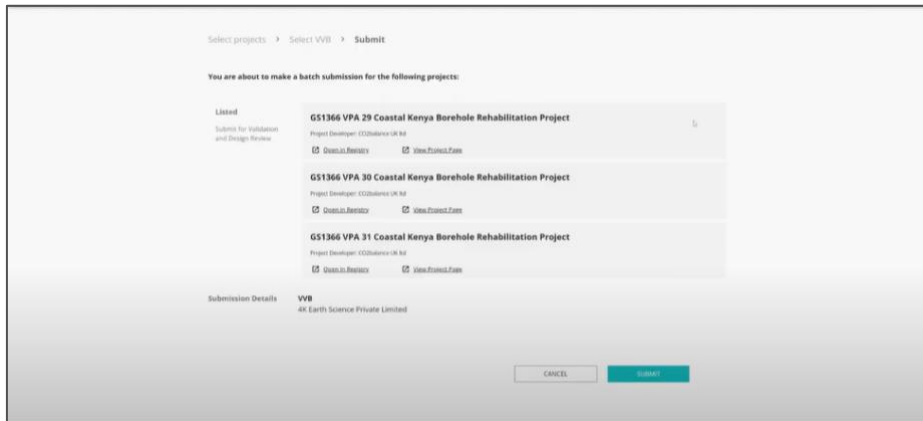 Select projects > Select VVB > Submit
You are about to make a batch submission for the following projects:
Listed
Submit for Validation
and Design Review
GS1366 VPA 29 Coastal Kenya Borehole Rehabilitation Project
Project Developer: CO2balance UK ltd
Open in Registry View Project Page
GS1366 VPA 30 Coastal Kenya Borehole Rehabilitation Project
Project Developer: CO2balance UK ltd
Open in Registry View Project Page
GS1366 VPA 31 Coastal Kenya Borehole Rehabilitation Project
Project Developer: CO2balance UK ltd
Open in Registry View Project Page
Submission Details
VVB
4K Earth Science Private Limited
CANCEL SUBMIT